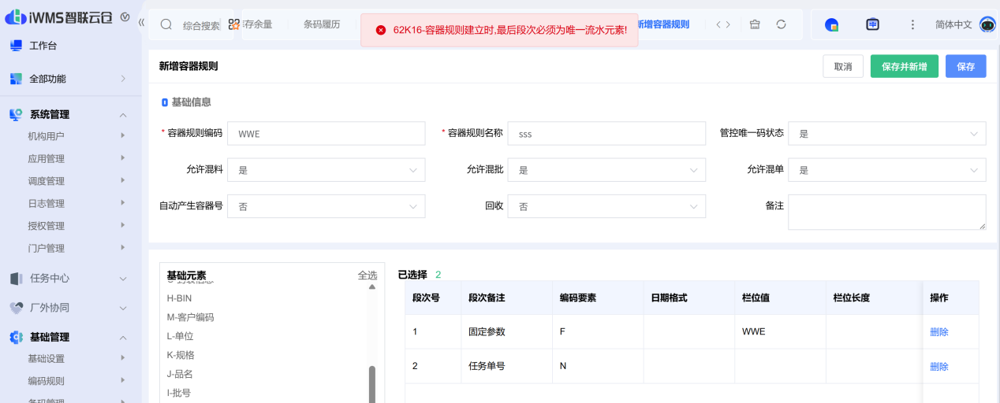 iWMS智联云仓
综合搜索
库存余量
条码履历
62K16-容器规则建立时,最后段次必须为唯一流水元素!
新增容器规则
简体中文
工作台
全部功能
系统管理
机构用户
应用管理
调度管理
日志管理
授权管理
门户管理
任务中心
厂外协同
基础管理
基础设置
编码规则
条码管理
新增容器规则
取消
保存并新增
保存
基础信息
* 容器规则编码 WWE
* 容器规则名称 sss
管控唯一码状态 是
允许混料 是
允许混批 是
允许混单 是
自动产生容器号 否
回收 否
备注
基础元素 全选
H-BIN
M-客户编码
L-单位
K-规格
J-品名
I-批号
已选择 2
段次号 段次备注 编码要素 日期格式 栏位值 栏位长度 操作
1 固定参数 F WWE 删除
2 任务单号 N 删除